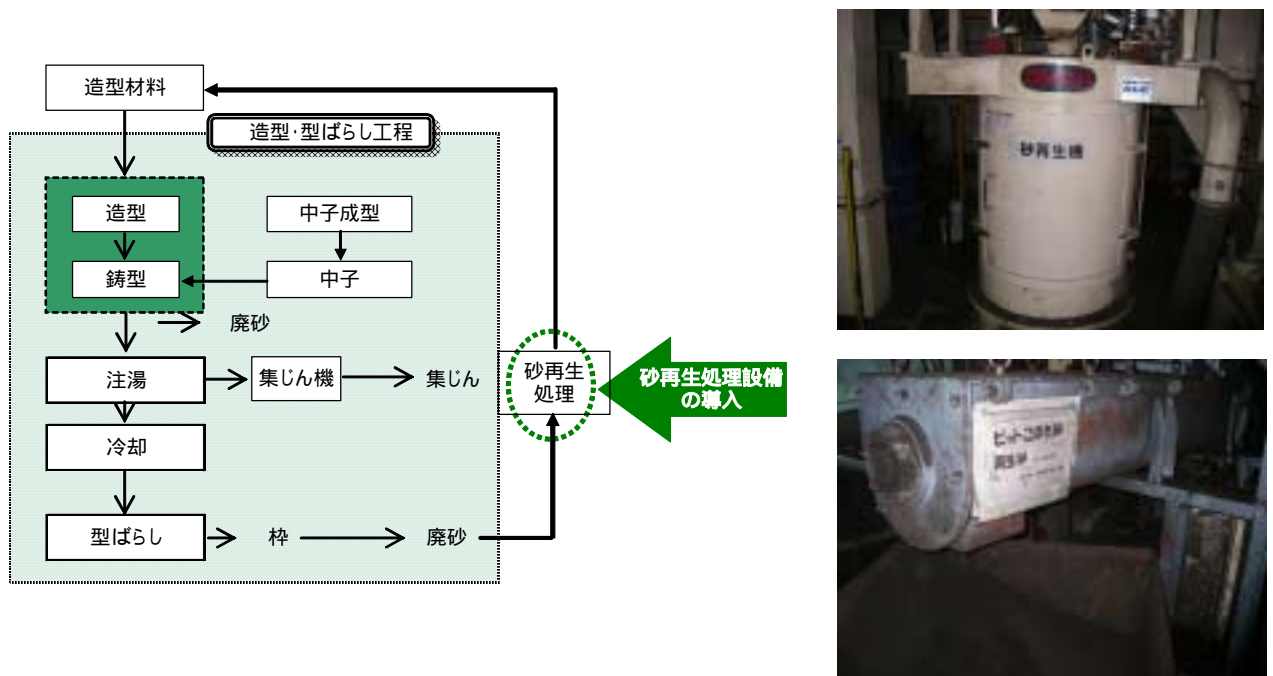 造型材料
造型・型ばらし工程
造型
中子成型
鋳型
中子
廃砂
注湯
集じん機
集じん
砂再生
処理
砂再生処理設備
の導入
冷却
型ばらし
枠
廃砂
砂再生機